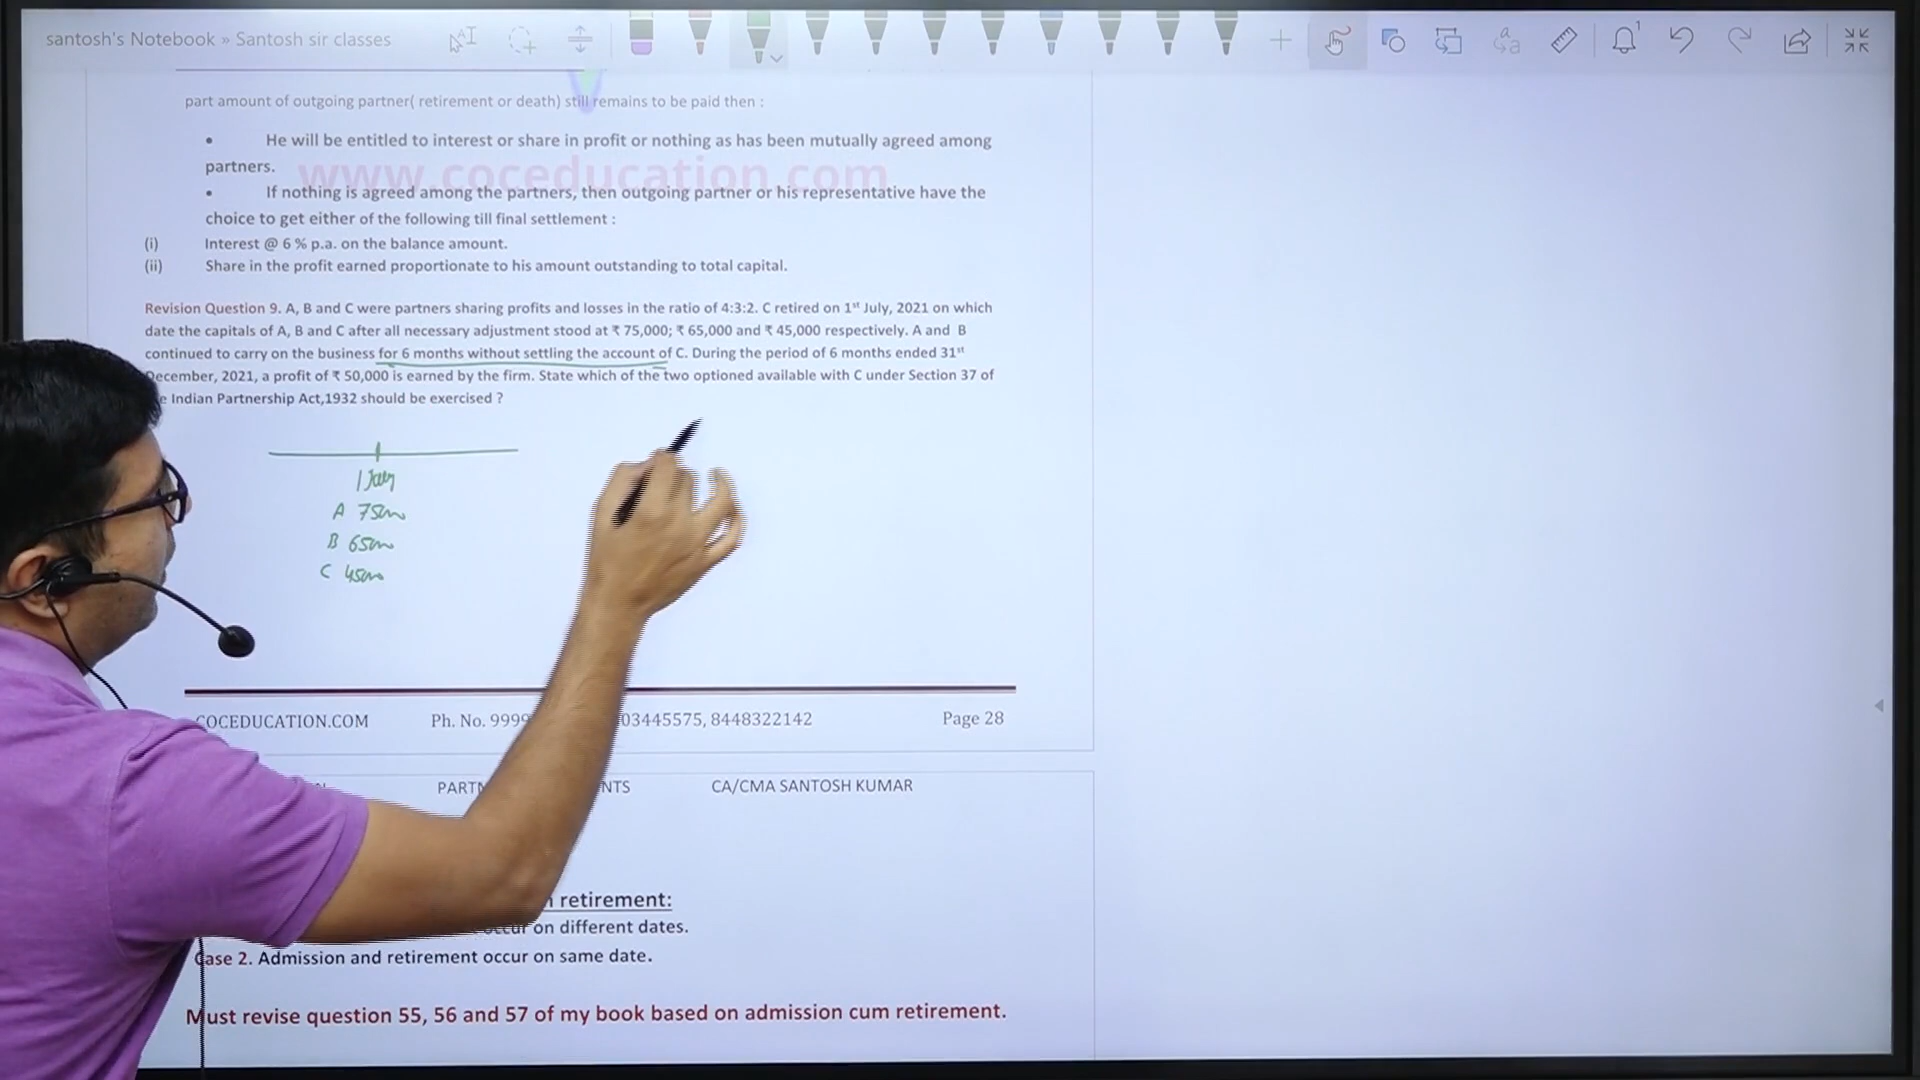 santosh's Notebook » Santosh sir classes
part amount of outgoing partner( retirement or death) still remains to be paid then :
• He will be entitled to interest or share in profit or nothing as has been mutually agreed among
partners.
www.coceducation.com
• If nothing is agreed among the partners, then outgoing partner or his representative have the
choice to get either of the following till final settlement :
(i) Interest @ 6 % p.a. on the balance amount.
(ii) Share in the profit earned proportionate to his amount outstanding to total capital.
Revision Question 9. A, B and C were partners sharing profits and losses in the ratio of 4:3:2. C retired on 1st July, 2021 on which
date the capitals of A, B and C after all necessary adjustment stood at ₹ 75,000; ₹ 65,000 and ₹ 45,000 respectively. A and B
continued to carry on the business for 6 months without settling the account of C. During the period of 6 months ended 31st
December, 2021, a profit of ₹ 50,000 is earned by the firm. State which of the two optioned available with C under Section 37 of
Indian Partnership Act,1932 should be exercised ?
A
B
C
COCEDUCATION.COM Ph. No. 9999 03445575, 8448322142 Page 28
PARTN NTS CA/CMA SANTOSH KUMAR
retirement:
occur on different dates.
Case 2. Admission and retirement occur on same date.
Must revise question 55, 56 and 57 of my book based on admission cum retirement.